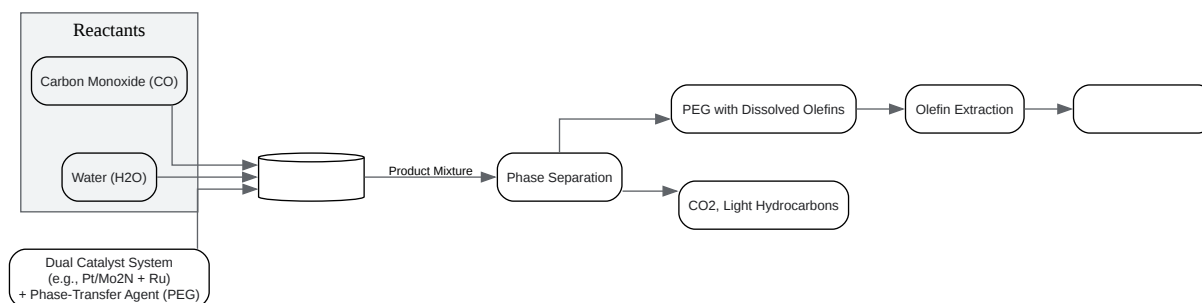 Reactants
Carbon Monoxide (CO)
Water (H2O)
Dual Catalyst System
(e.g., Pt/Mo2N + Ru)
+ Phase-Transfer Agent (PEG)
Product Mixture
Phase Separation
PEG with Dissolved Olefins
Olefin Extraction
CO2, Light Hydrocarbons